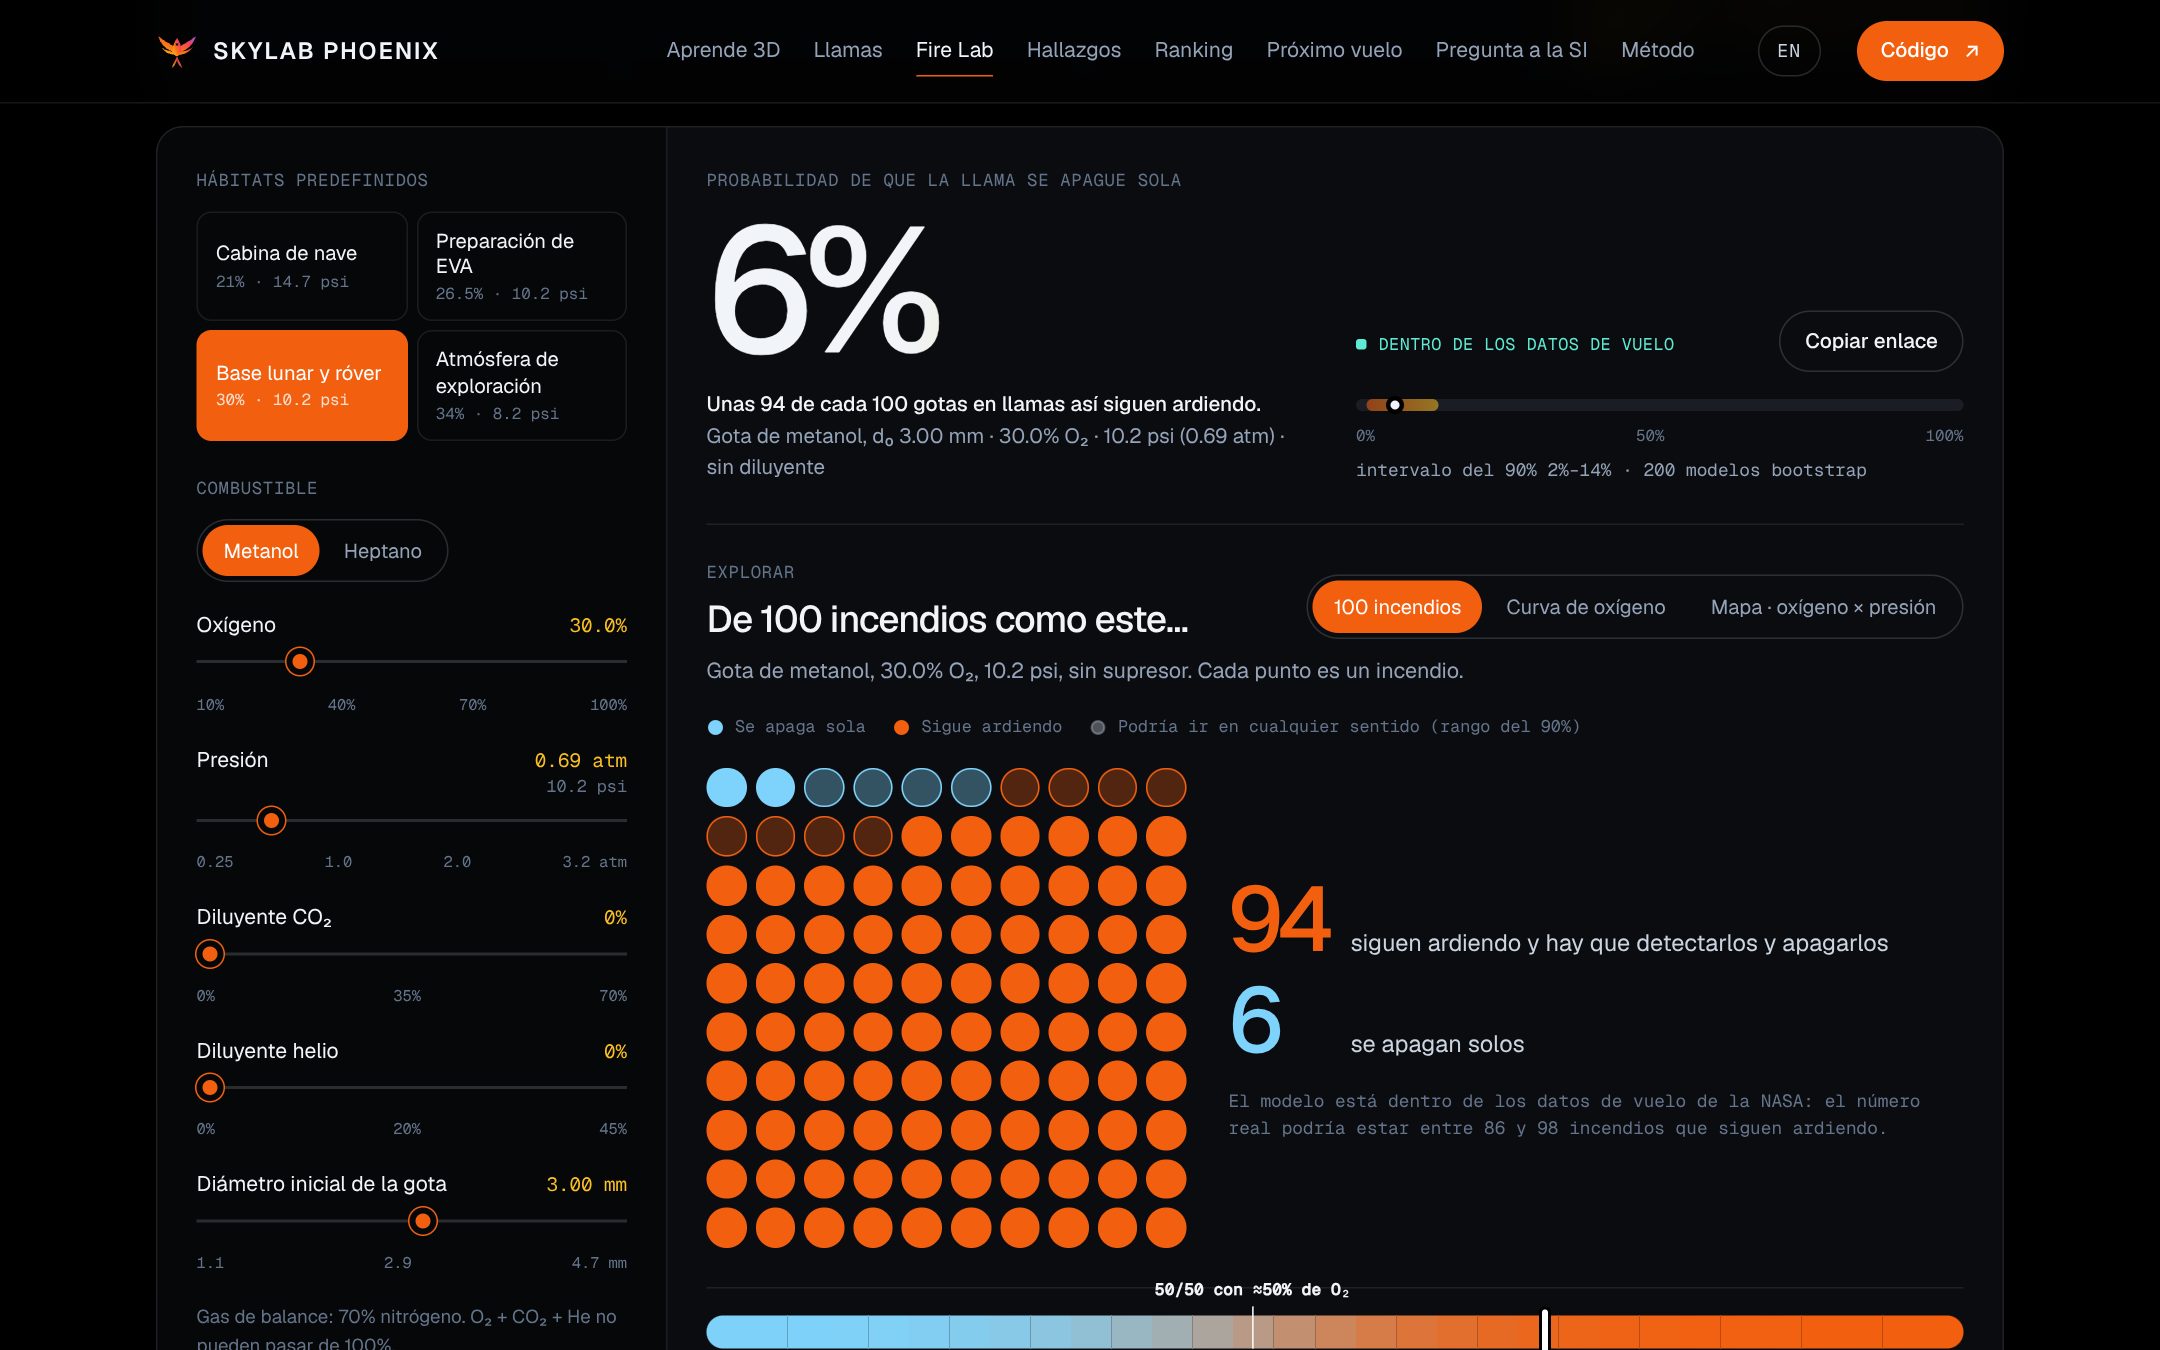 SKYLAB PHOENIX
Aprende 3D
Llamas
Fire Lab
Hallazgos
Ranking
Próximo vuelo
Pregunta a la SI
Método
EN
Código ↗
HÁBITATS PREDEFINIDOS
Cabina de nave
21% · 14.7 psi
Preparación de
EVA
26.5% · 10.2 psi
Base lunar y róver
30% · 10.2 psi
Atmósfera de
exploración
34% · 8.2 psi
COMBUSTIBLE
Metanol
Heptano
Oxígeno
30.0%
10%
40%
70%
100%
Presión
0.69 atm
10.2 psi
0.25
1.0
2.0
3.2 atm
Diluyente CO₂
0%
0%
35%
70%
Diluyente helio
0%
0%
20%
45%
Diámetro inicial de la gota
3.00 mm
1.1
2.9
4.7 mm
Gas de balance: 70% nitrógeno. O₂ + CO₂ + He no
pueden pasar de 100%.
PROBABILIDAD DE QUE LA LLAMA SE APAGUE SOLA
6%
Unas 94 de cada 100 gotas en llamas así siguen ardiendo.
Gota de metanol, d₀ 3.00 mm · 30.0% O₂ · 10.2 psi (0.69 atm) ·
sin diluyente
DENTRO DE LOS DATOS DE VUELO
Copiar enlace
0%
50%
100%
intervalo del 90% 2%–14% · 200 modelos bootstrap
EXPLORAR
De 100 incendios como este…
100 incendios
Curva de oxígeno
Mapa · oxígeno × presión
Gota de metanol, 30.0% O₂, 10.2 psi, sin supresor. Cada punto es un incendio.
Se apaga sola
Sigue ardiendo
Podría ir en cualquier sentido (rango del 90%)
94 siguen ardiendo y hay que detectarlos y apagarlos
6 se apagan solos
El modelo está dentro de los datos de vuelo de la NASA: el número
real podría estar entre 86 y 98 incendios que siguen ardiendo.
50/50 con ≈50% de O₂